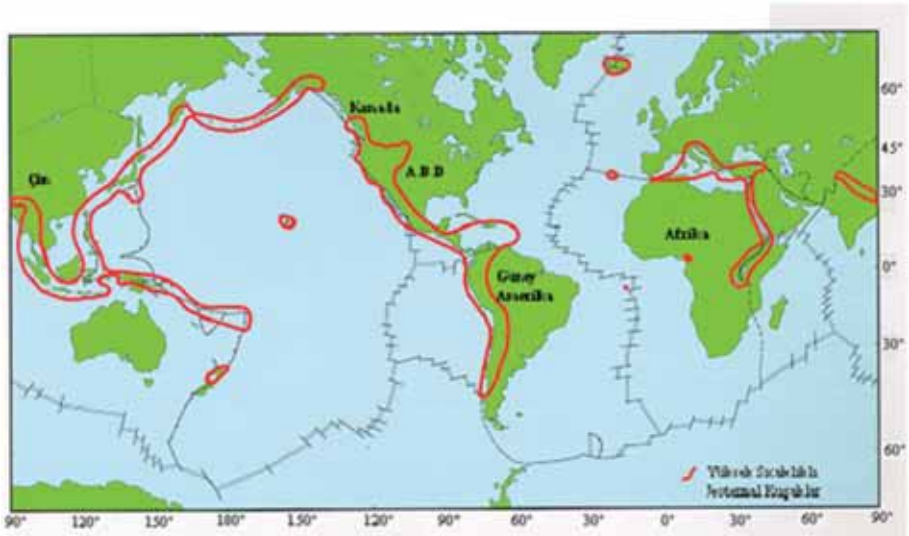 Kanada
60°
45°
Çin
A.B.D
30°
Afrika
0°
Güney
Amerika
30°
60°
Yüksek Sıcaklıklı
Jeotermal Kuşaklar
90° 120° 150° 180° 150° 120° 90° 60° 30° 0° 30° 60° 90°